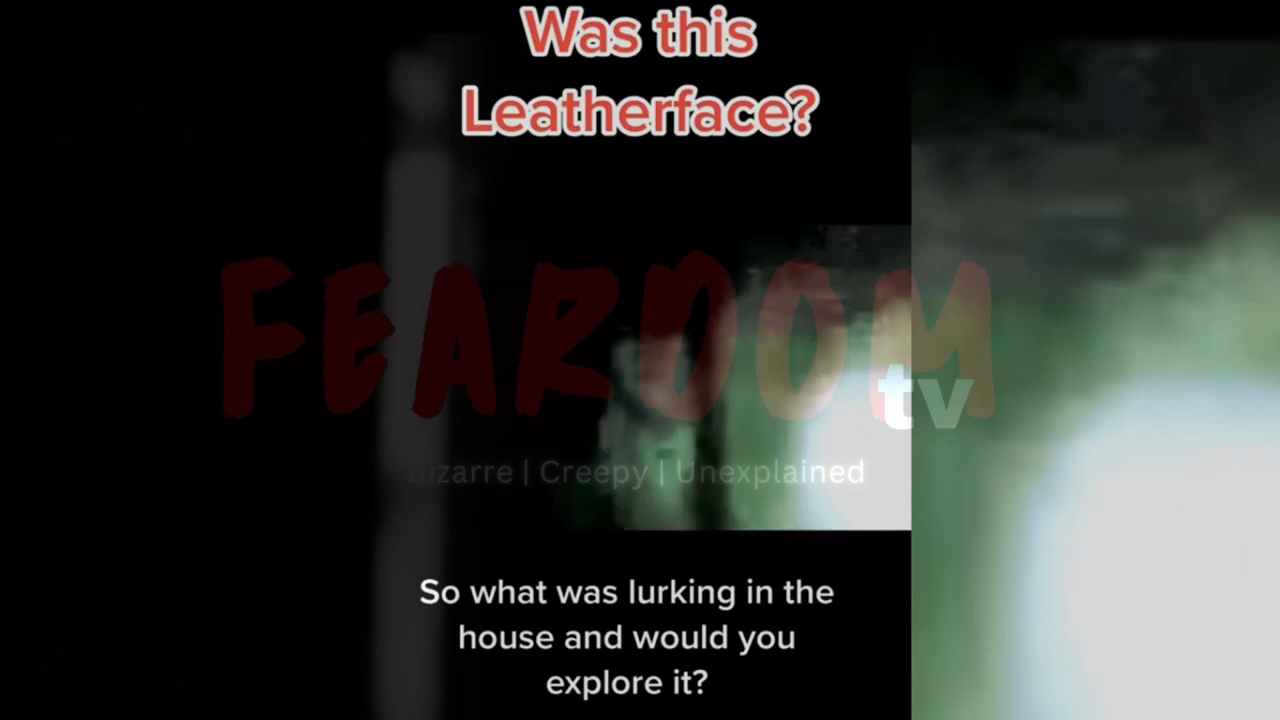 Was this
Leatherface?
FEARDOM
tv
Bizarre | Creepy | Unexplained
So what was lurking in the
house and would you
explore it?